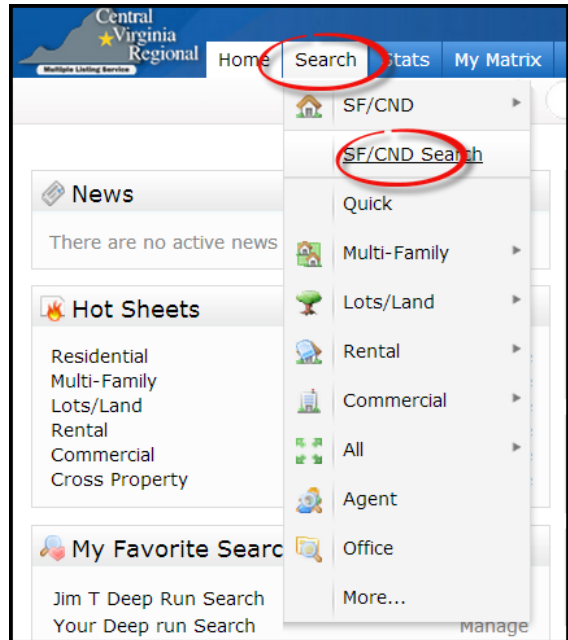 Central
Virginia
Regional
Multiple Listing Service
Home Search Stats My Matrix
SF/CND
SF/CND Search
Quick
Multi-Family
Lots/Land
Rental
Commercial
All
Agent
Office
More...
News
There are no active news
Hot Sheets
Residential
Multi-Family
Lots/Land
Rental
Commercial
Cross Property
My Favorite Searc
Jim T Deep Run Search
Your Deep run Search
Manage